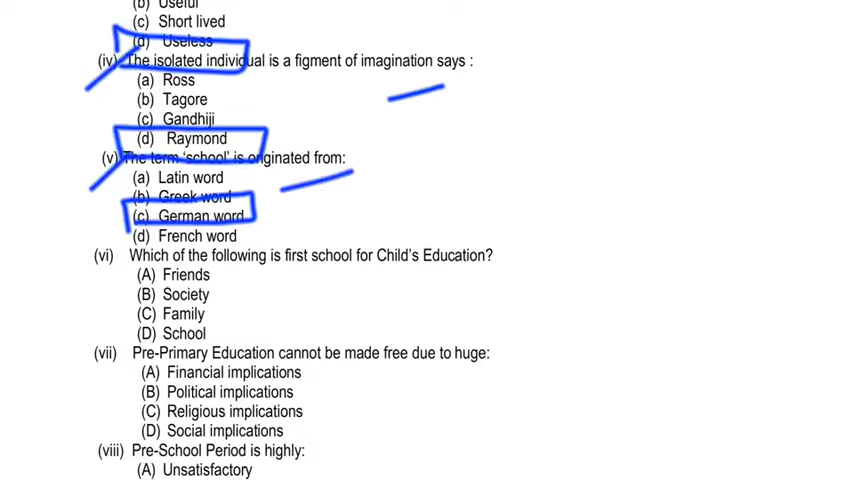 (b) Useful
(c) Short lived
(d) Useless
(iv) The isolated individual is a figment of imagination says :
(a) Ross
(b) Tagore
(c) Gandhiji
(d) Raymond
(v) The term 'school' is originated from:
(a) Latin word
(b) Greek word
(c) German word
(d) French word
(vi) Which of the following is first school for Child's Education?
(A) Friends
(B) Society
(C) Family
(D) School
(vii) Pre-Primary Education cannot be made free due to huge:
(A) Financial implications
(B) Political implications
(C) Religious implications
(D) Social implications
(viii) Pre-School Period is highly:
(A) Unsatisfactory